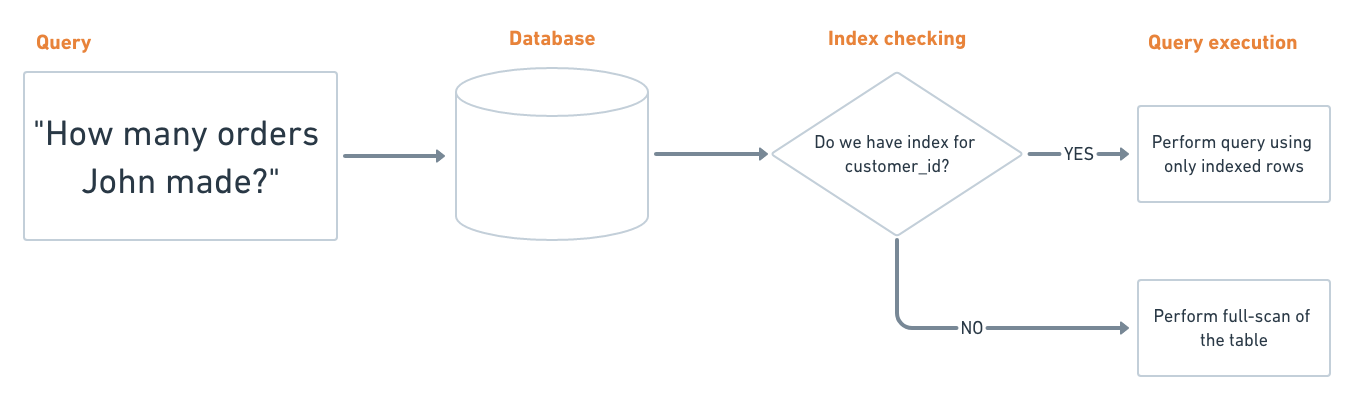 Query
"How many orders
John made?"
Database
Index checking
Do we have index for
customer_id?
YES
NO
Query execution
Perform query using
only indexed rows
Perform full-scan of
the table